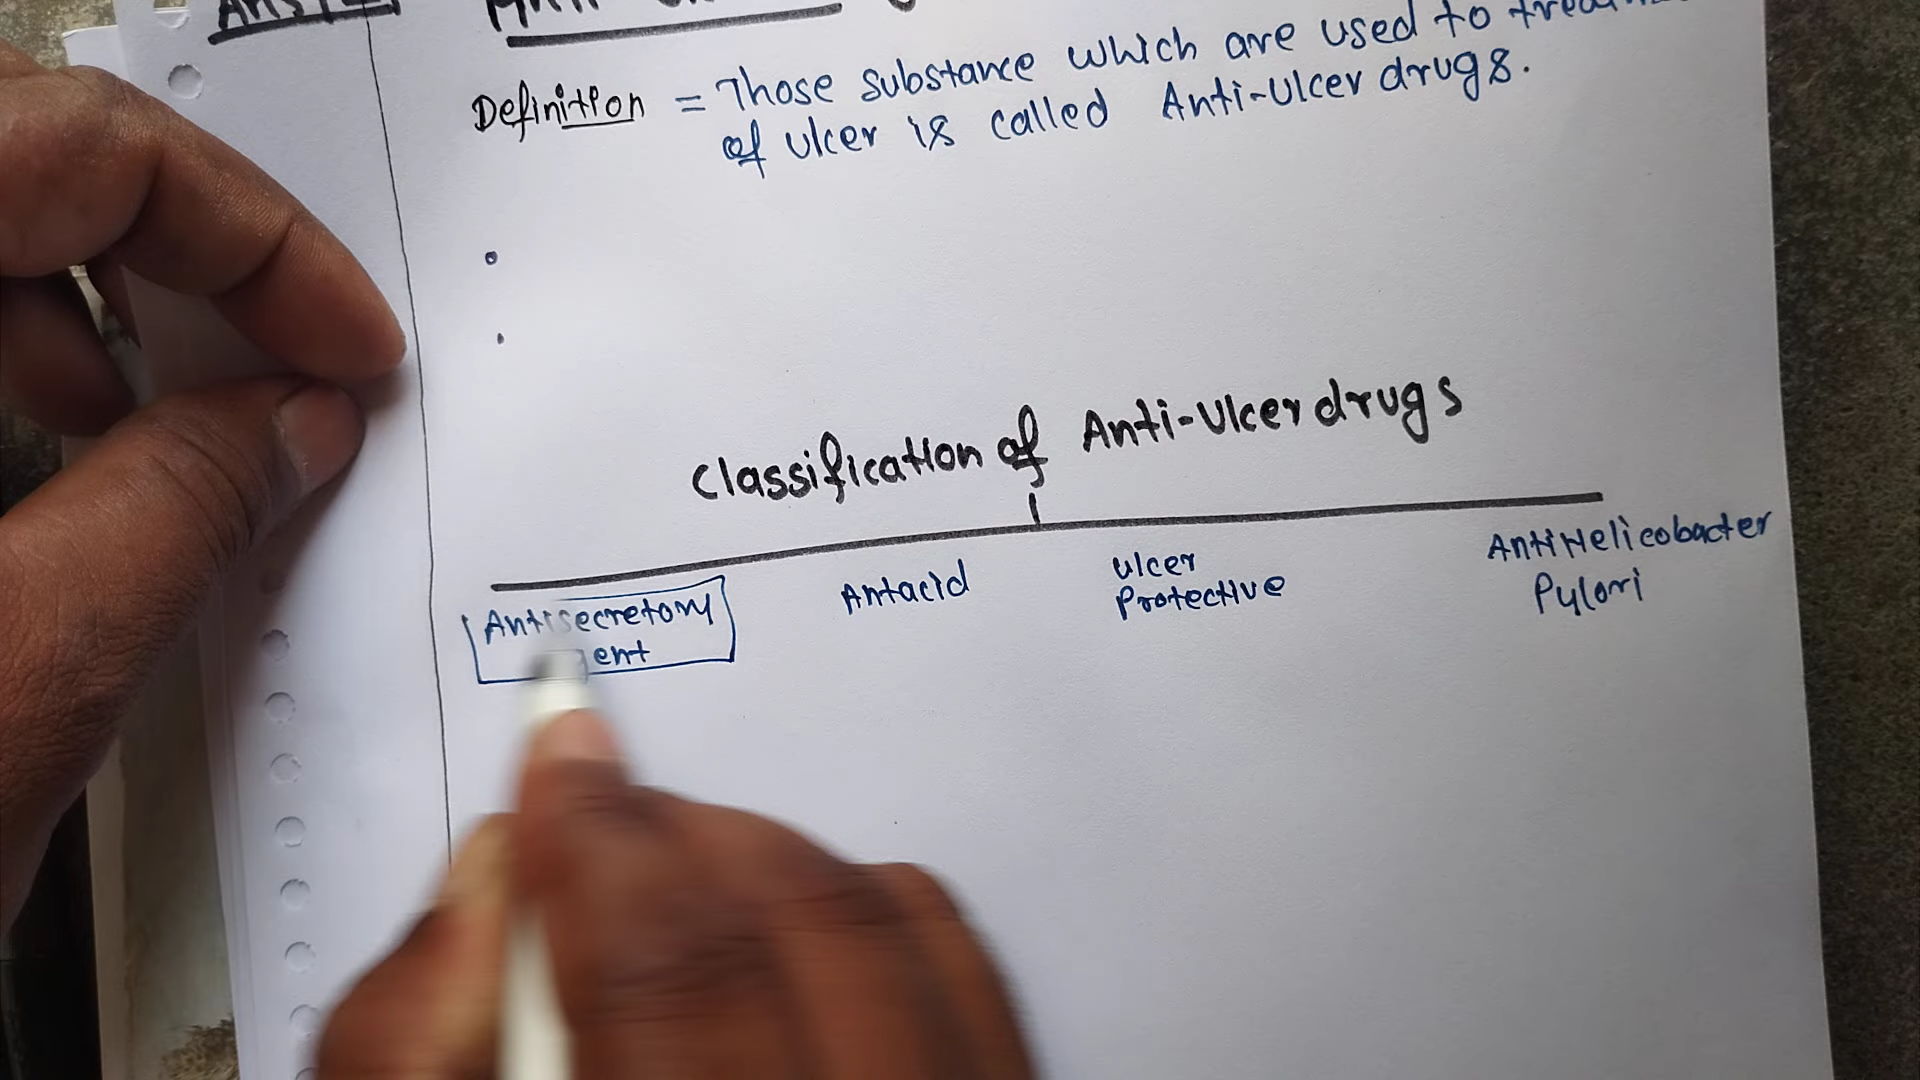 Definition = Those substance which are used to
of ulcer is called Anti-Ulcer drugs.
Classification of Anti-Ulcer drugs
Antisecretory
Antacid
Ulcer
Protective
AntiHelicobacter
Pylori